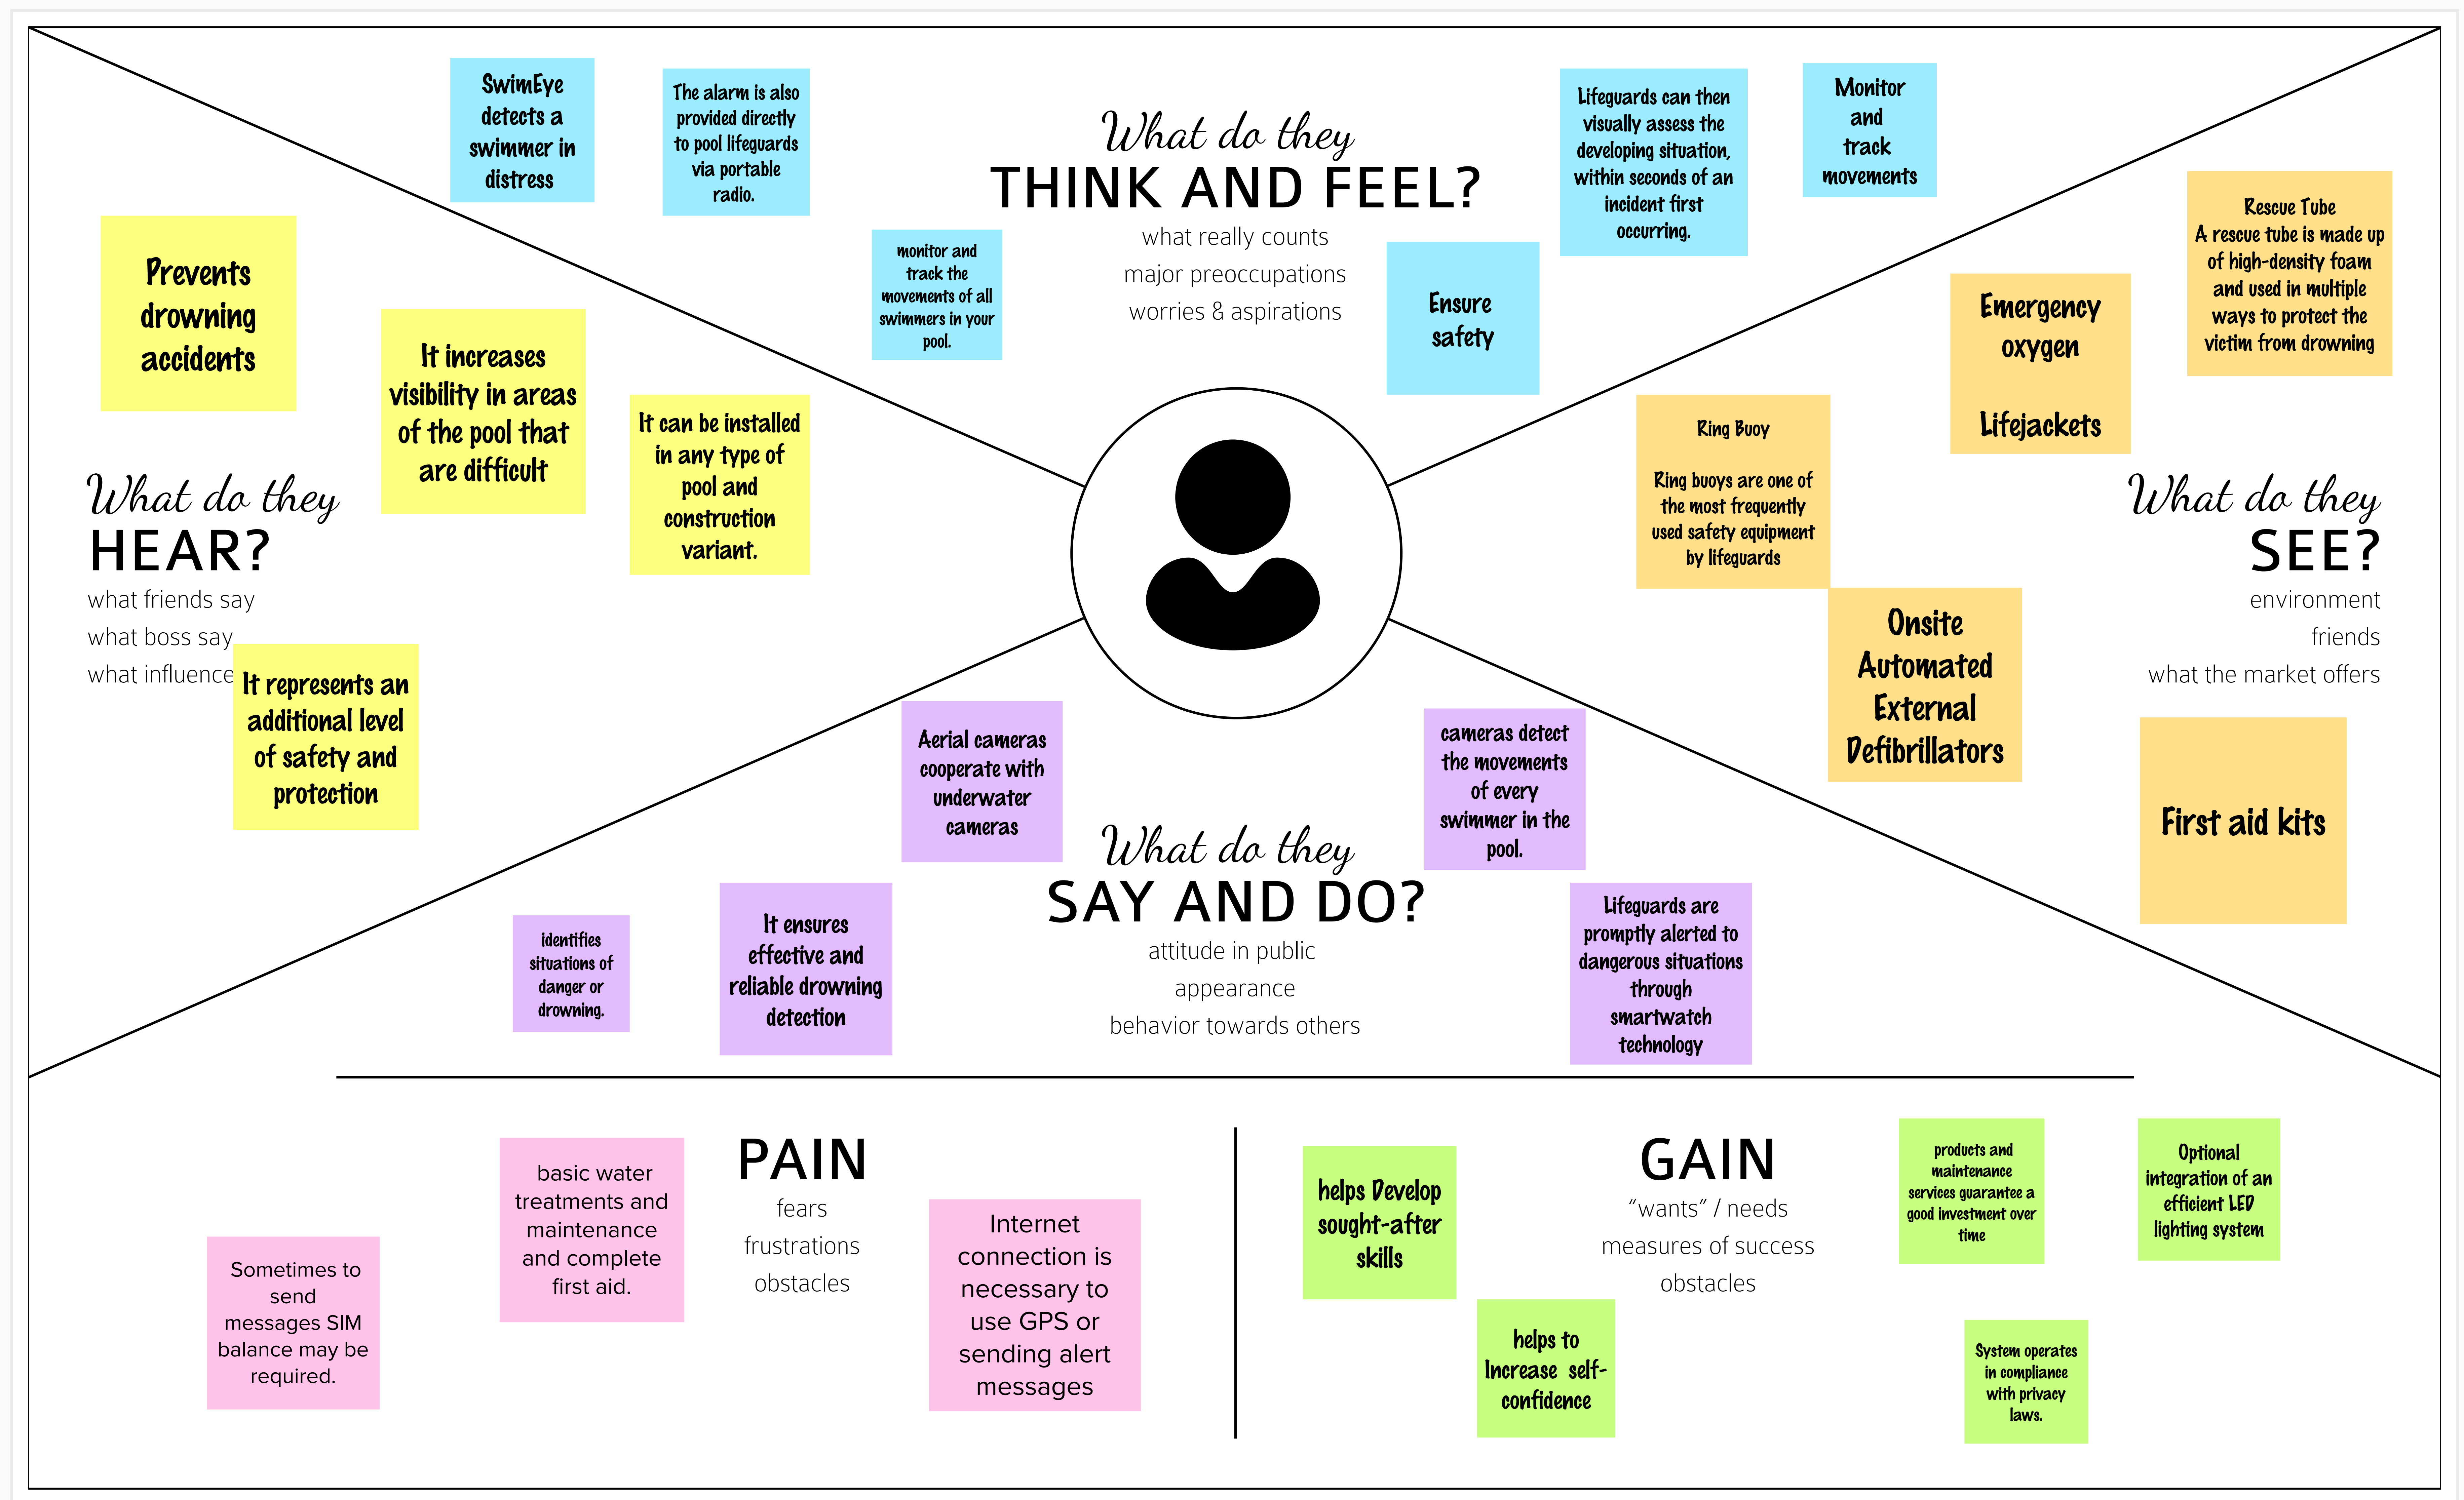 SwimEye
detects a
swimmer in
distress
The alarm is also
provided directly
to pool lifeguards
via portable
radio.
monitor and
track the
movements of all
swimmers in your
pool.
What do they
THINK AND FEEL?
what really counts
major preoccupations
worries & aspirations
Lifeguards can then
visually assess the
developing situation,
within seconds of an
incident first
occurring.
Monitor
and
track
movements
Ensure
safety
Prevents
drowning
accidents
It increases
visibility in areas
of the pool that
are difficult
It can be installed
in any type of
pool and
construction
variant.
What do they
HEAR?
what friends say
what boss say
what influence
It represents an
additional level
of safety and
protection
Rescue Tube
A rescue tube is made up
of high-density foam
and used in multiple
ways to protect the
victim from drowning
Emergency
oxygen
Lifejackets
Ring Buoy
Ring buoys are one of
the most frequently
used safety equipment
by lifeguards
What do they
SEE?
environment
friends
what the market offers
Onsite
Automated
External
Defibrillators
First aid kits
Aerial cameras
cooperate with
underwater
cameras
cameras detect
the movements
of every
swimmer in the
pool.
What do they
SAY AND DO?
attitude in public
appearance
behavior towards others
identifies
situations of
danger or
drowning.
It ensures
effective and
reliable drowning
detection
Lifeguards are
promptly alerted to
dangerous situations
through
smartwatch
technology
PAIN
fears
frustrations
obstacles
Sometimes to
send
messages SIM
balance may be
required.
basic water
treatments and
maintenance
and complete
first aid.
Internet
connection is
necessary to
use GPS or
sending alert
messages
GAIN
“wants” / needs
measures of success
obstacles
helps Develop
sought-after
skills
helps to
Increase self-
confidence
products and
maintenance
services guarantee a
good investment over
time
Optional
integration of an
efficient LED
lighting system
System operates
in compliance
with privacy
laws.